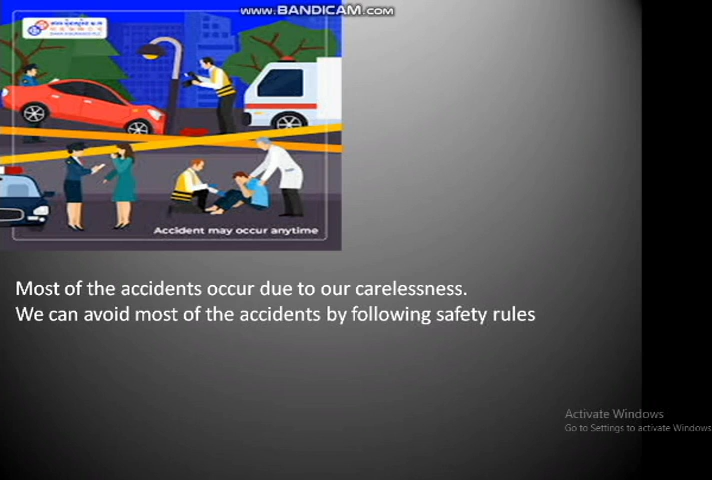 www.BANDICAM.com
Accident may occur anytime
Most of the accidents occur due to our carelessness.
We can avoid most of the accidents by following safety rules
Activate Windows
Go to Settings to activate Windows.